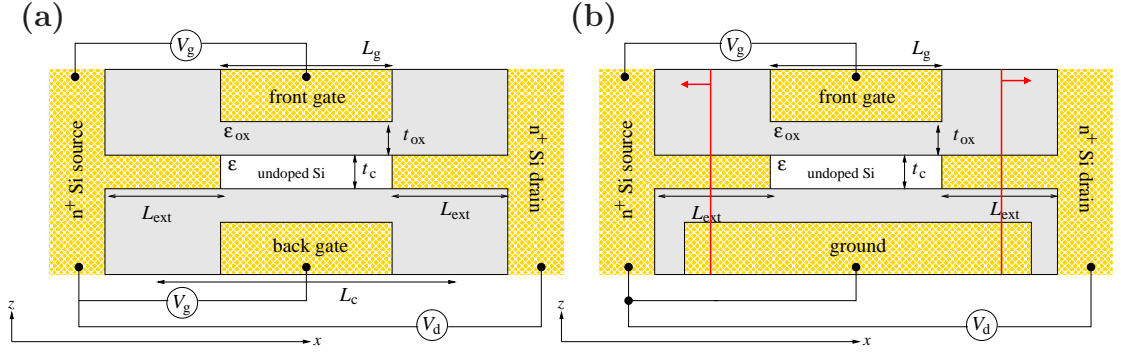 (a)
V_g
L_g
front gate
ε_ox
t_ox
n⁺ Si source
ε
undoped Si
t_c
n⁺ Si drain
L_ext
L_ext
back gate
L_c
V_g
V_d
z
x
(b)
V_g
L_g
front gate
ε_ox
t_ox
n⁺ Si source
ε
undoped Si
t_c
n⁺ Si drain
L_ext
L_ext
ground
V_d
z
x